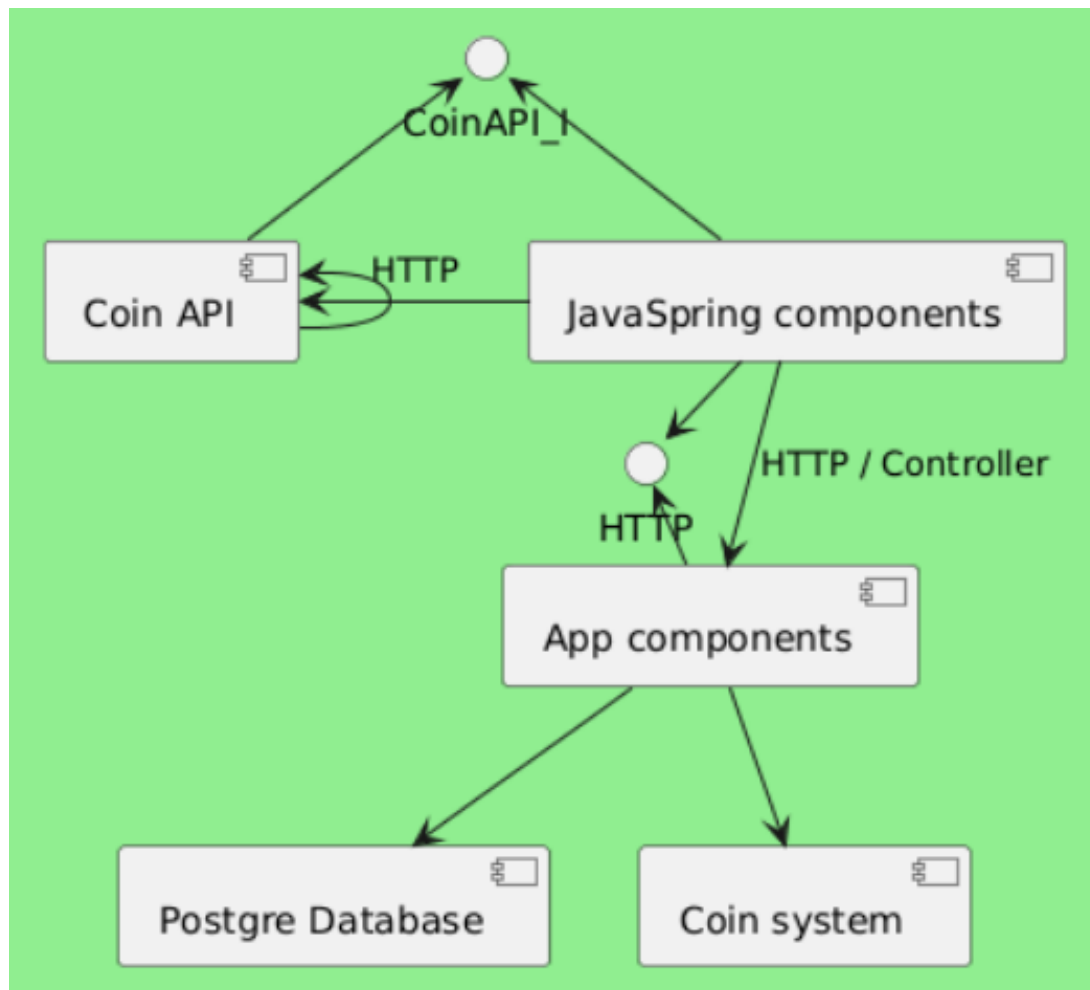 CoinAPI_I
HTTP
Coin API
JavaSpring components
HTTP / Controller
HTTP
App components
Postgre Database
Coin system